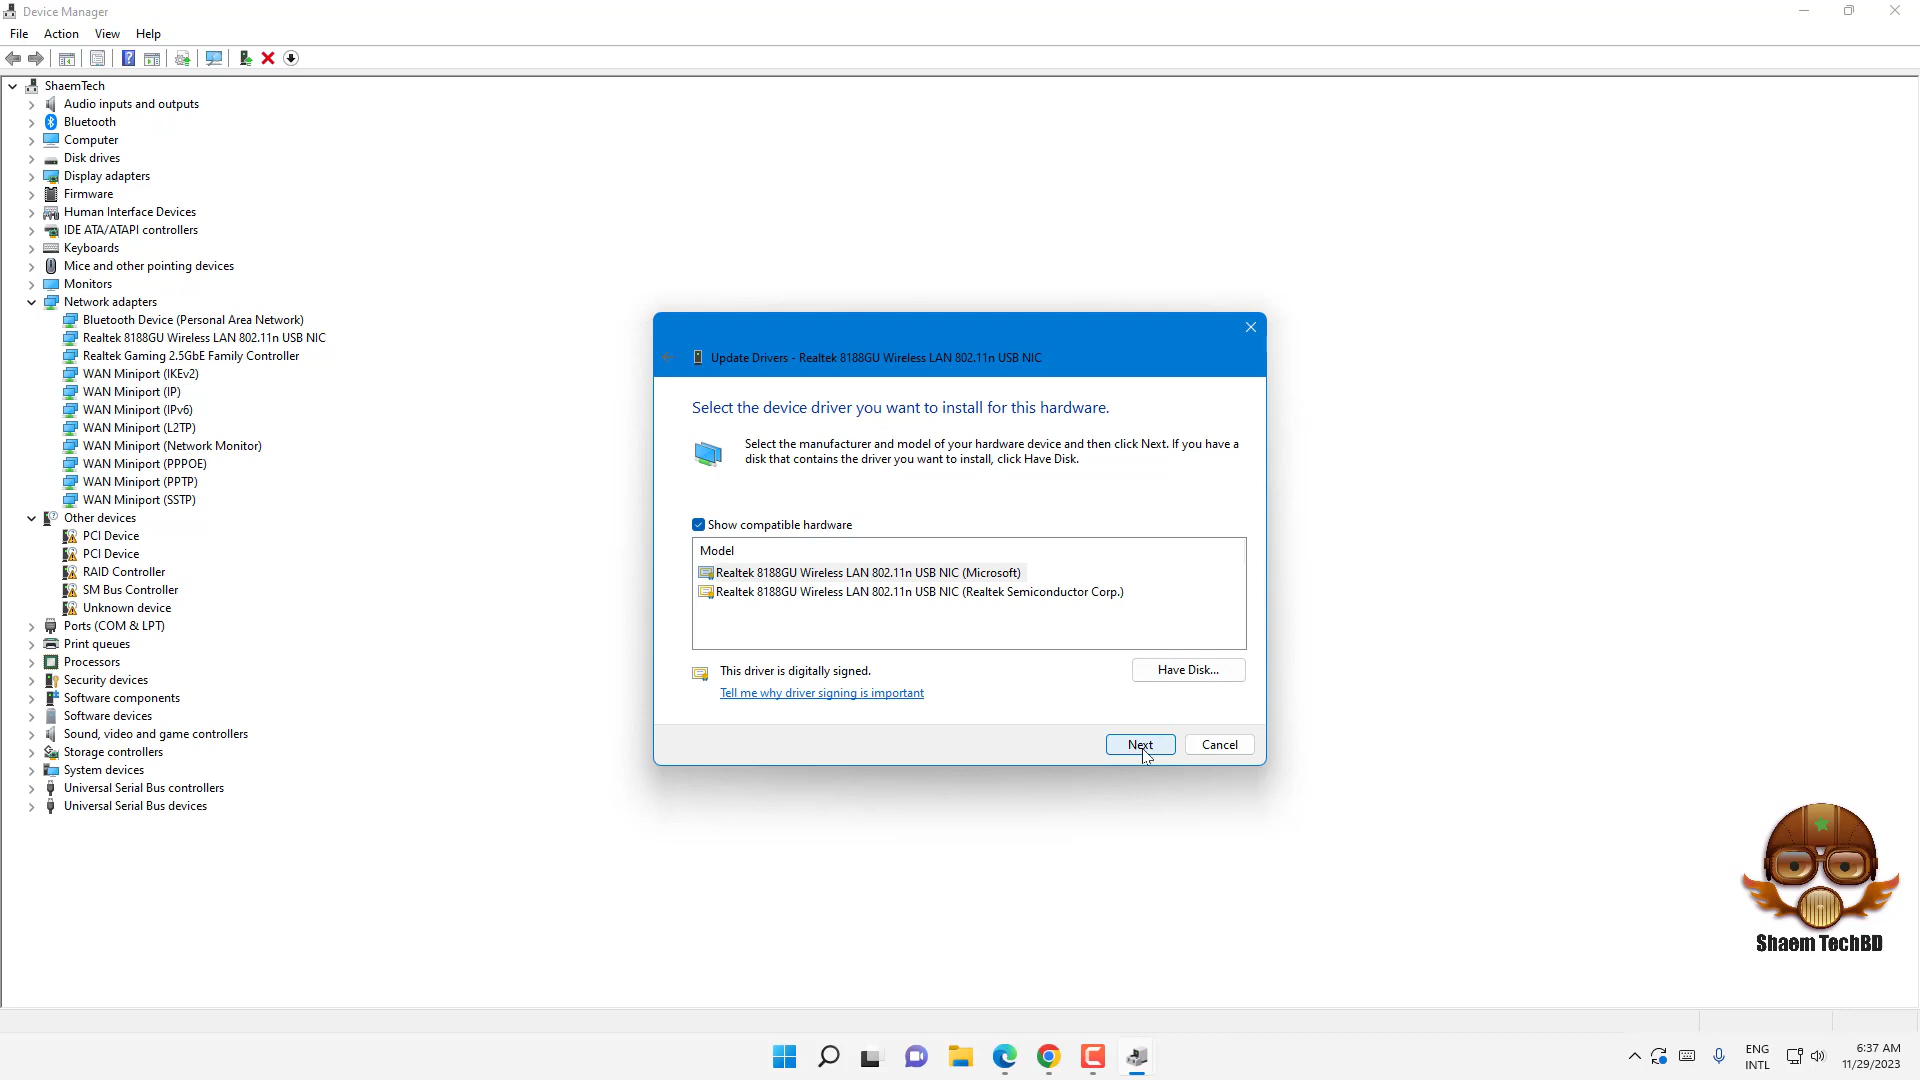 Device Manager
File Action View Help
ShaemTech
Audio inputs and outputs
Bluetooth
Computer
Disk drives
Display adapters
Firmware
Human Interface Devices
IDE ATA/ATAPI controllers
Keyboards
Mice and other pointing devices
Monitors
Network adapters
Bluetooth Device (Personal Area Network)
Realtek 8188GU Wireless LAN 802.11n USB NIC
Realtek Gaming 2.5GbE Family Controller
WAN Miniport (IKEv2)
WAN Miniport (IP)
WAN Miniport (IPv6)
WAN Miniport (L2TP)
WAN Miniport (Network Monitor)
WAN Miniport (PPPOE)
WAN Miniport (PPTP)
WAN Miniport (SSTP)
Other devices
PCI Device
PCI Device
RAID Controller
SM Bus Controller
Unknown device
Ports (COM & LPT)
Print queues
Processors
Security devices
Software components
Software devices
Sound, video and game controllers
Storage controllers
System devices
Universal Serial Bus controllers
Universal Serial Bus devices
Update Drivers - Realtek 8188GU Wireless LAN 802.11n USB NIC
Select the device driver you want to install for this hardware.
Select the manufacturer and model of your hardware device and then click Next. If you have a
disk that contains the driver you want to install, click Have Disk.
Show compatible hardware
Model
Realtek 8188GU Wireless LAN 802.11n USB NIC (Microsoft)
Realtek 8188GU Wireless LAN 802.11n USB NIC (Realtek Semiconductor Corp.)
This driver is digitally signed.
Have Disk...
Tell me why driver signing is important
Next Cancel
Shaem TechBD
ENG
INTL
6:37 AM
11/29/2023